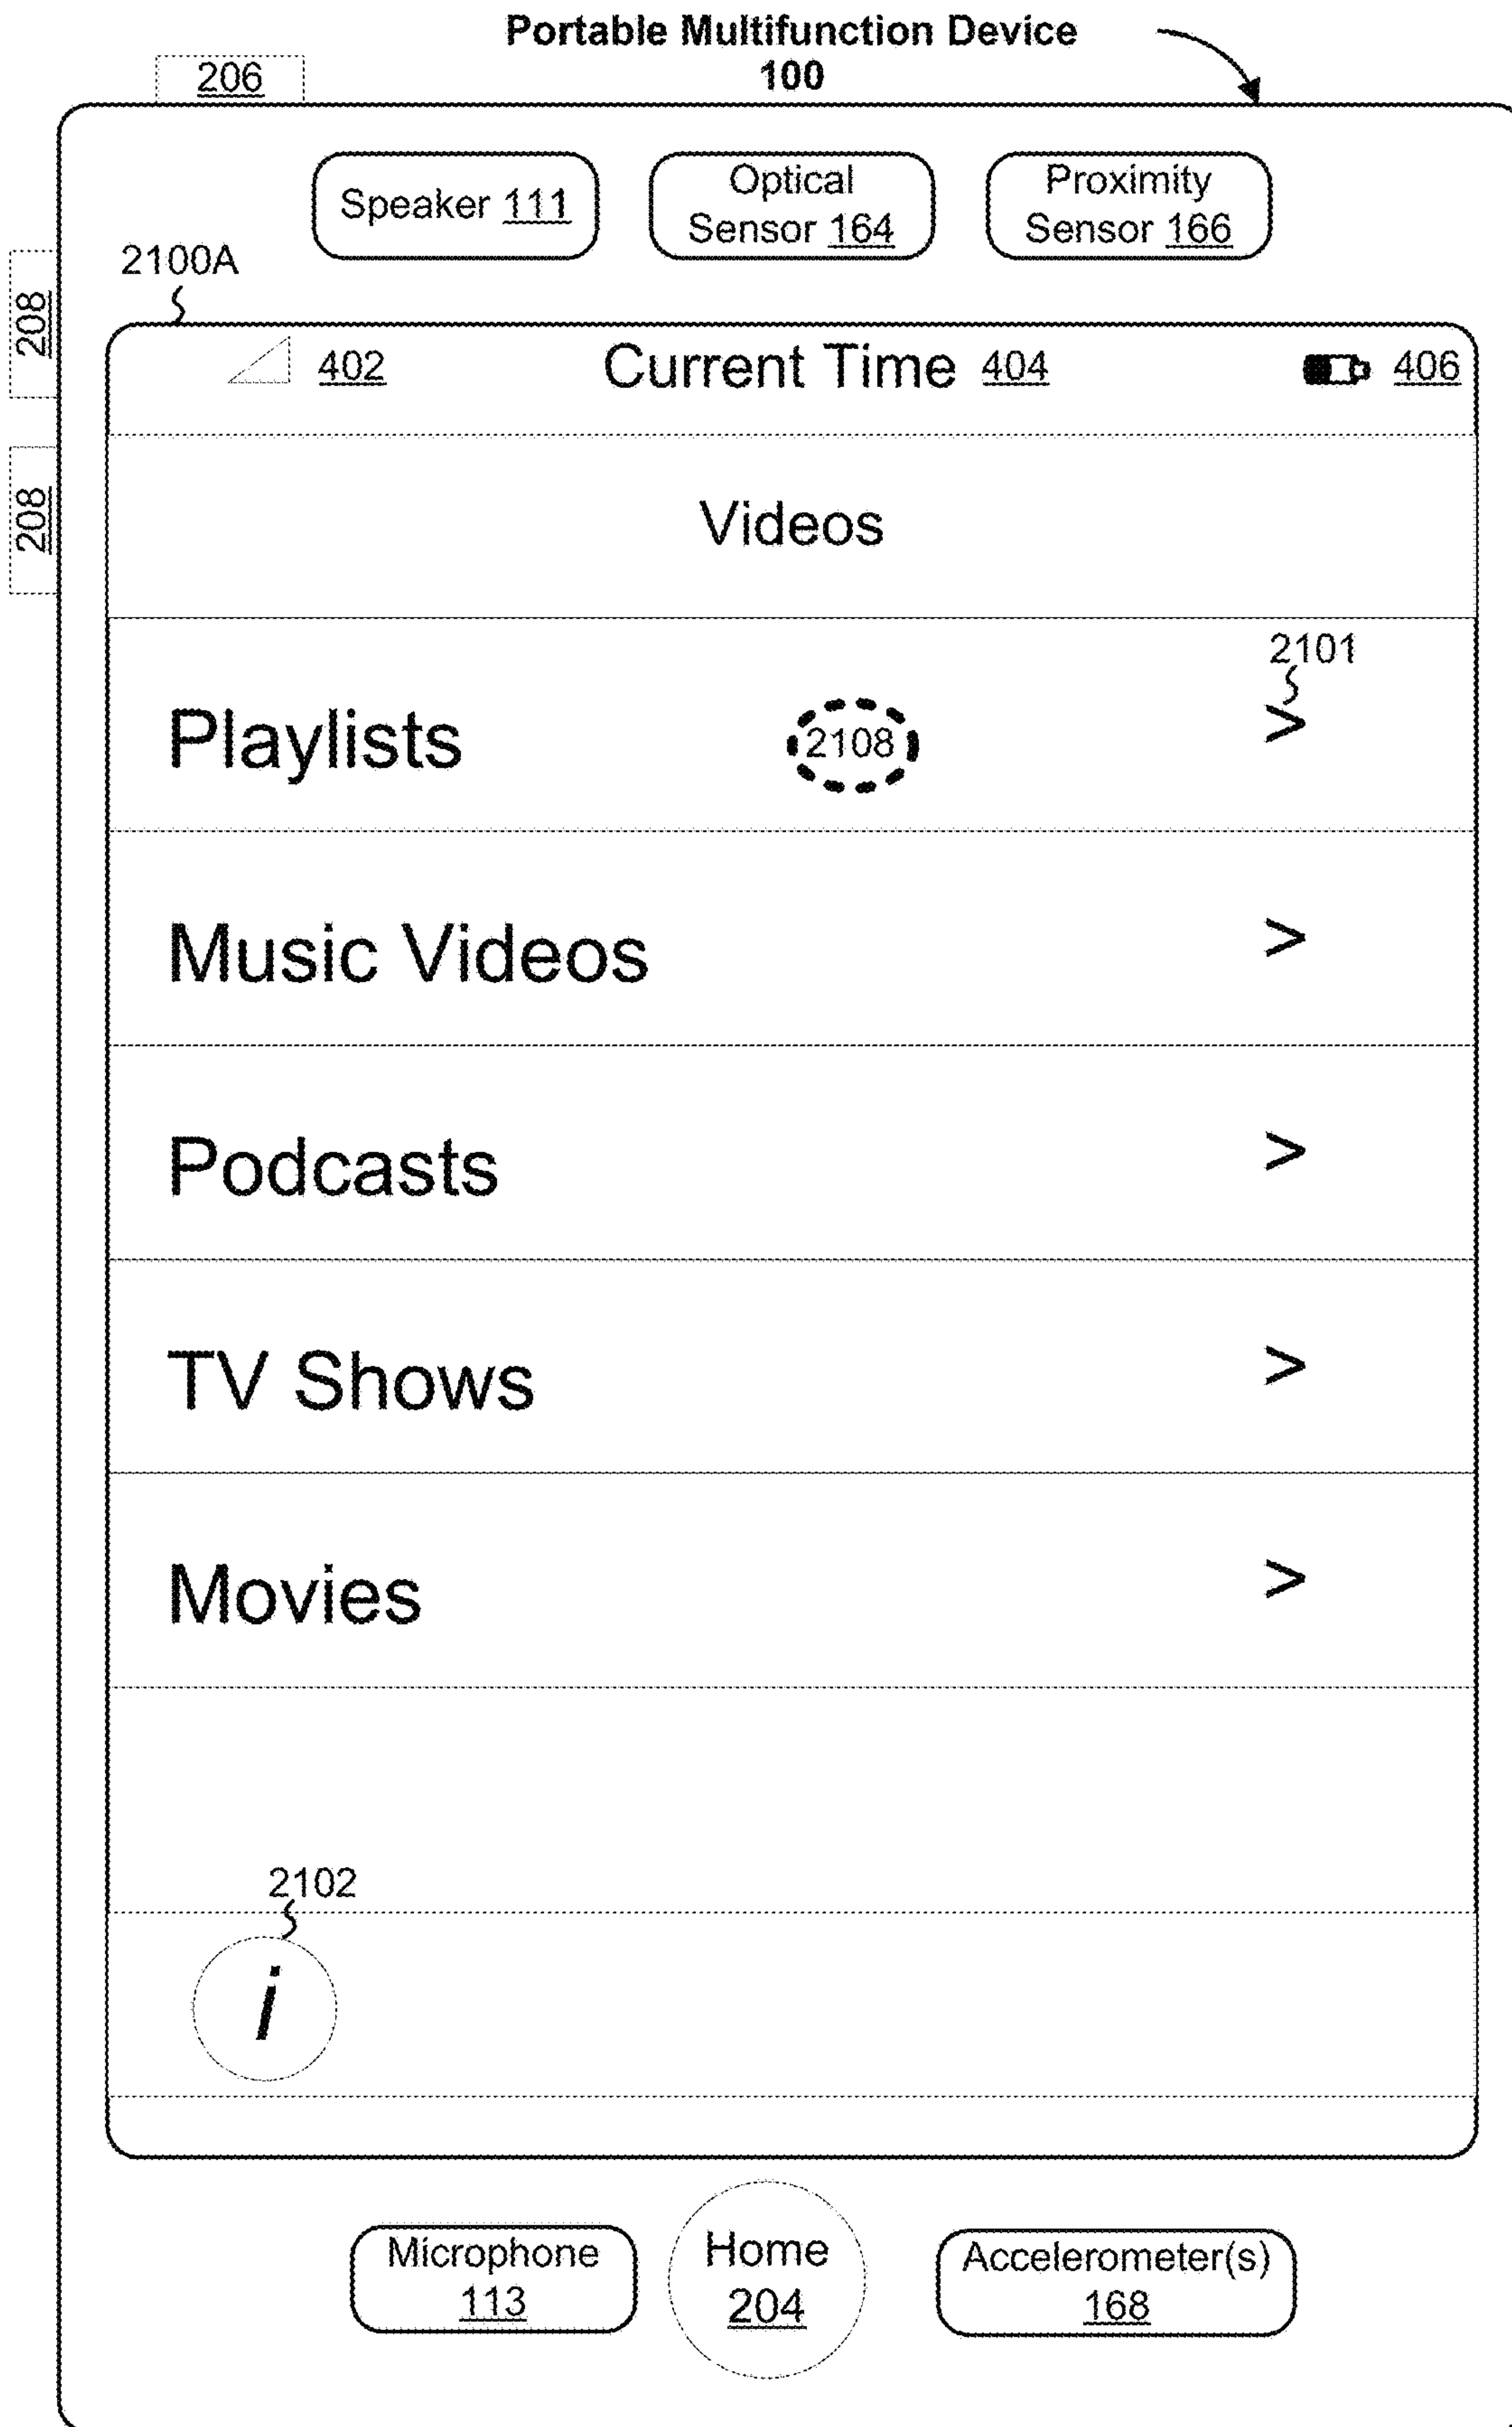 Portable Multifunction Device
100
206
Speaker 111
Optical
Sensor 164
Proximity
Sensor 166
2100A
208
402
Current Time 404
406
208
Videos
2101
Playlists
2108
>
Music Videos >
Podcasts >
TV Shows >
Movies >
2102
i
Microphone
113
Home
204
Accelerometer(s)
168